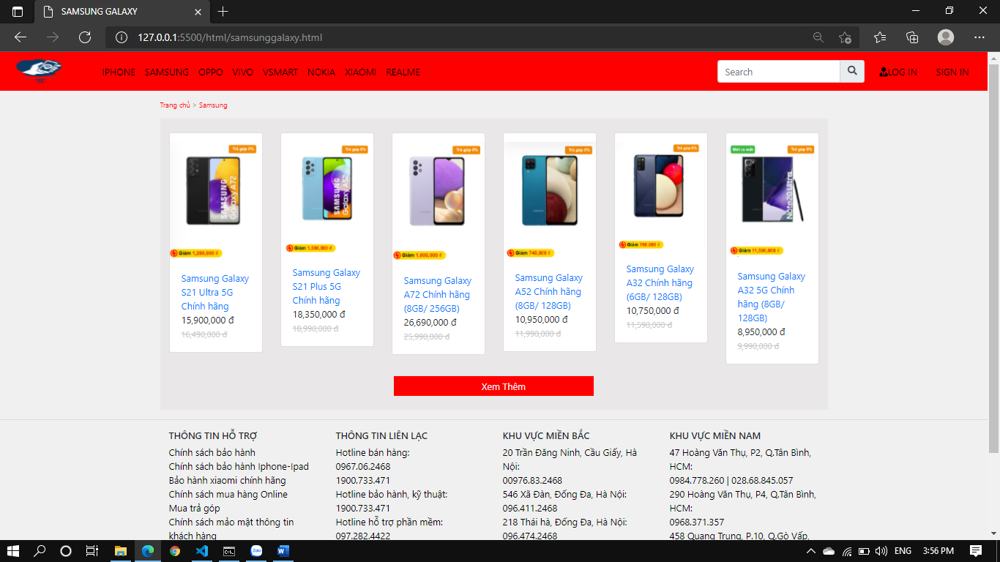 SAMSUNG GALAXY
127.0.0.1:5500/html/samsunggalaxy.html
IPHONE SAMSUNG OPPO VIVO VSMART NOKIA XIAOMI REALME
Search
LOG IN
SIGN IN
Trang chủ > Samsung
Trả góp 0%
SAMSUNG
Galaxy A72
Giảm 1,200,000 đ
Samsung Galaxy
S21 Ultra 5G
Chính hãng
15,900,000 đ
16,490,000 đ
Trả góp 0%
SAMSUNG
Galaxy A52
Giảm 1,500,000 đ
Samsung Galaxy
S21 Plus 5G
Chính hãng
18,350,000 đ
18,990,000 đ
Trả góp 0%
Giảm 1,000,000 đ
Samsung Galaxy
A72 Chính hãng
(8GB/ 256GB)
26,690,000 đ
25,990,000 đ
Trả góp 0%
Giảm 740,000 đ
Samsung Galaxy
A52 Chính hãng
(8GB/ 128GB)
10,950,000 đ
11,990,000 đ
Trả góp 0%
Giảm 700,000 đ
Samsung Galaxy
A32 Chính hãng
(6GB/ 128GB)
10,750,000 đ
11,590,000 đ
Mới ra mắt
Trả góp 0%
Note20 Ultra
Giảm 11,500,000 đ
Samsung Galaxy
A32 5G Chính
hãng (8GB/
128GB)
8,950,000 đ
9,990,000 đ
Xem Thêm
THÔNG TIN HỖ TRỢ
Chính sách bảo hành
Chính sách bảo hành Iphone-Ipad
Bảo hành xiaomi chính hãng
Chính sách mua hàng Online
Mua trả góp
Chính sách mảo mật thông tin
khách hàng
THÔNG TIN LIÊN LẠC
Hotline bán hàng:
0967.06.2468
1900.733.471
Hotline bảo hành, kỹ thuật:
1900.733.471
Hotline hỗ trợ phần mềm:
097.282.4422
KHU VỰC MIỀN BẮC
20 Trần Đăng Ninh, Cầu Giấy, Hà
Nội:
00976.83.2468
546 Xã Đàn, Đống Đa, Hà Nội:
096.411.2468
218 Thái hà, Đống Đa, Hà Nội:
096.474.2468
KHU VỰC MIỀN NAM
47 Hoàng Văn Thụ, P2, Q.Tân Bình,
HCM:
0984.778.260 | 028.68.845.057
290 Hoàng Văn Thụ, P4, Q.Tân Bình,
HCM:
0968.371.357
458 Quang Trung, P.10, Q.Gò Vấp,
Zalo
ENG
3:56 PM